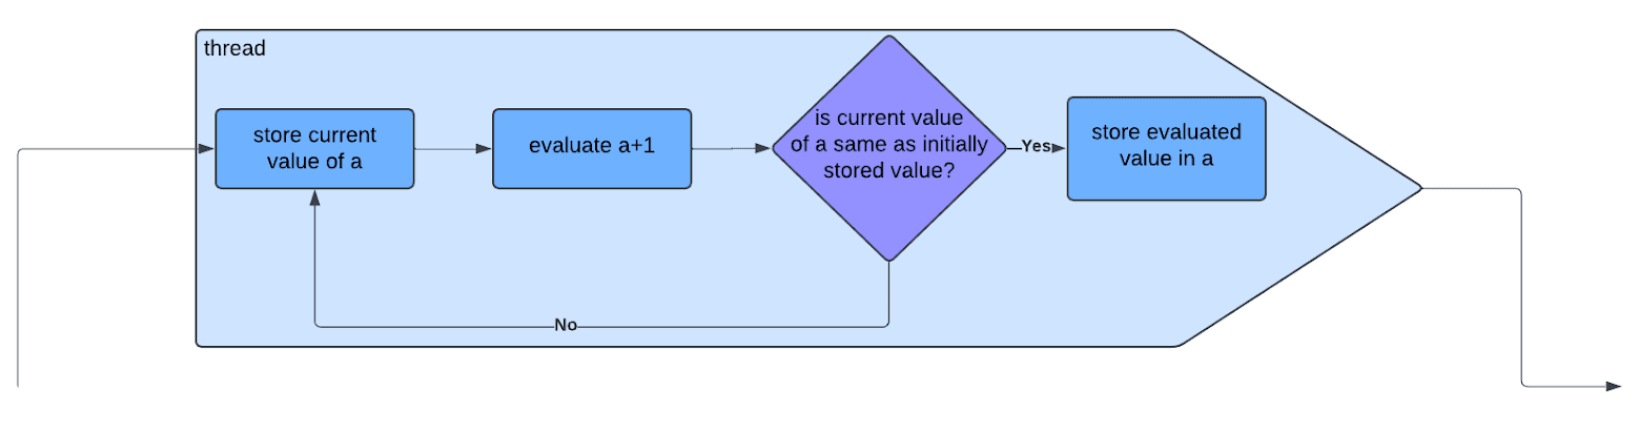 thread
store current
value of a
evaluate a+1
is current value
of a same as initially
stored value?
Yes
store evaluated
value in a
No